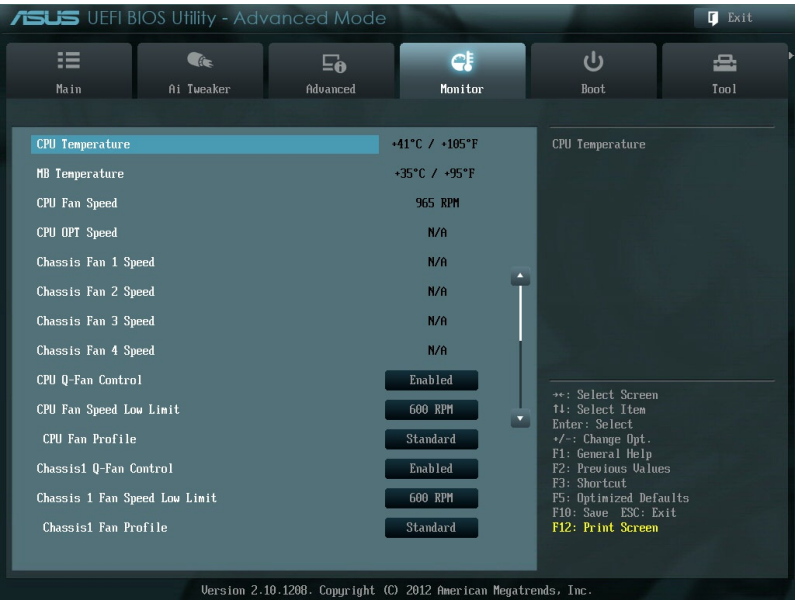 ASUS UEFI BIOS Utility - Advanced Mode
Exit
Main Ai Tweaker Advanced Monitor Boot Tool
CPU Temperature +41°C / +105°F
MB Temperature +35°C / +95°F
CPU Fan Speed 965 RPM
CPU OPT Speed N/A
Chassis Fan 1 Speed N/A
Chassis Fan 2 Speed N/A
Chassis Fan 3 Speed N/A
Chassis Fan 4 Speed N/A
CPU Q-Fan Control Enabled
CPU Fan Speed Low Limit 600 RPM
CPU Fan Profile Standard
Chassis1 Q-Fan Control Enabled
Chassis 1 Fan Speed Low Limit 600 RPM
Chassis1 Fan Profile Standard
CPU Temperature
→←: Select Screen
↑↓: Select Item
Enter: Select
+/-: Change Opt.
F1: General Help
F2: Previous Values
F3: Shortcut
F5: Optimized Defaults
F10: Save ESC: Exit
F12: Print Screen
Version 2.10.1208. Copyright (C) 2012 American Megatrends, Inc.